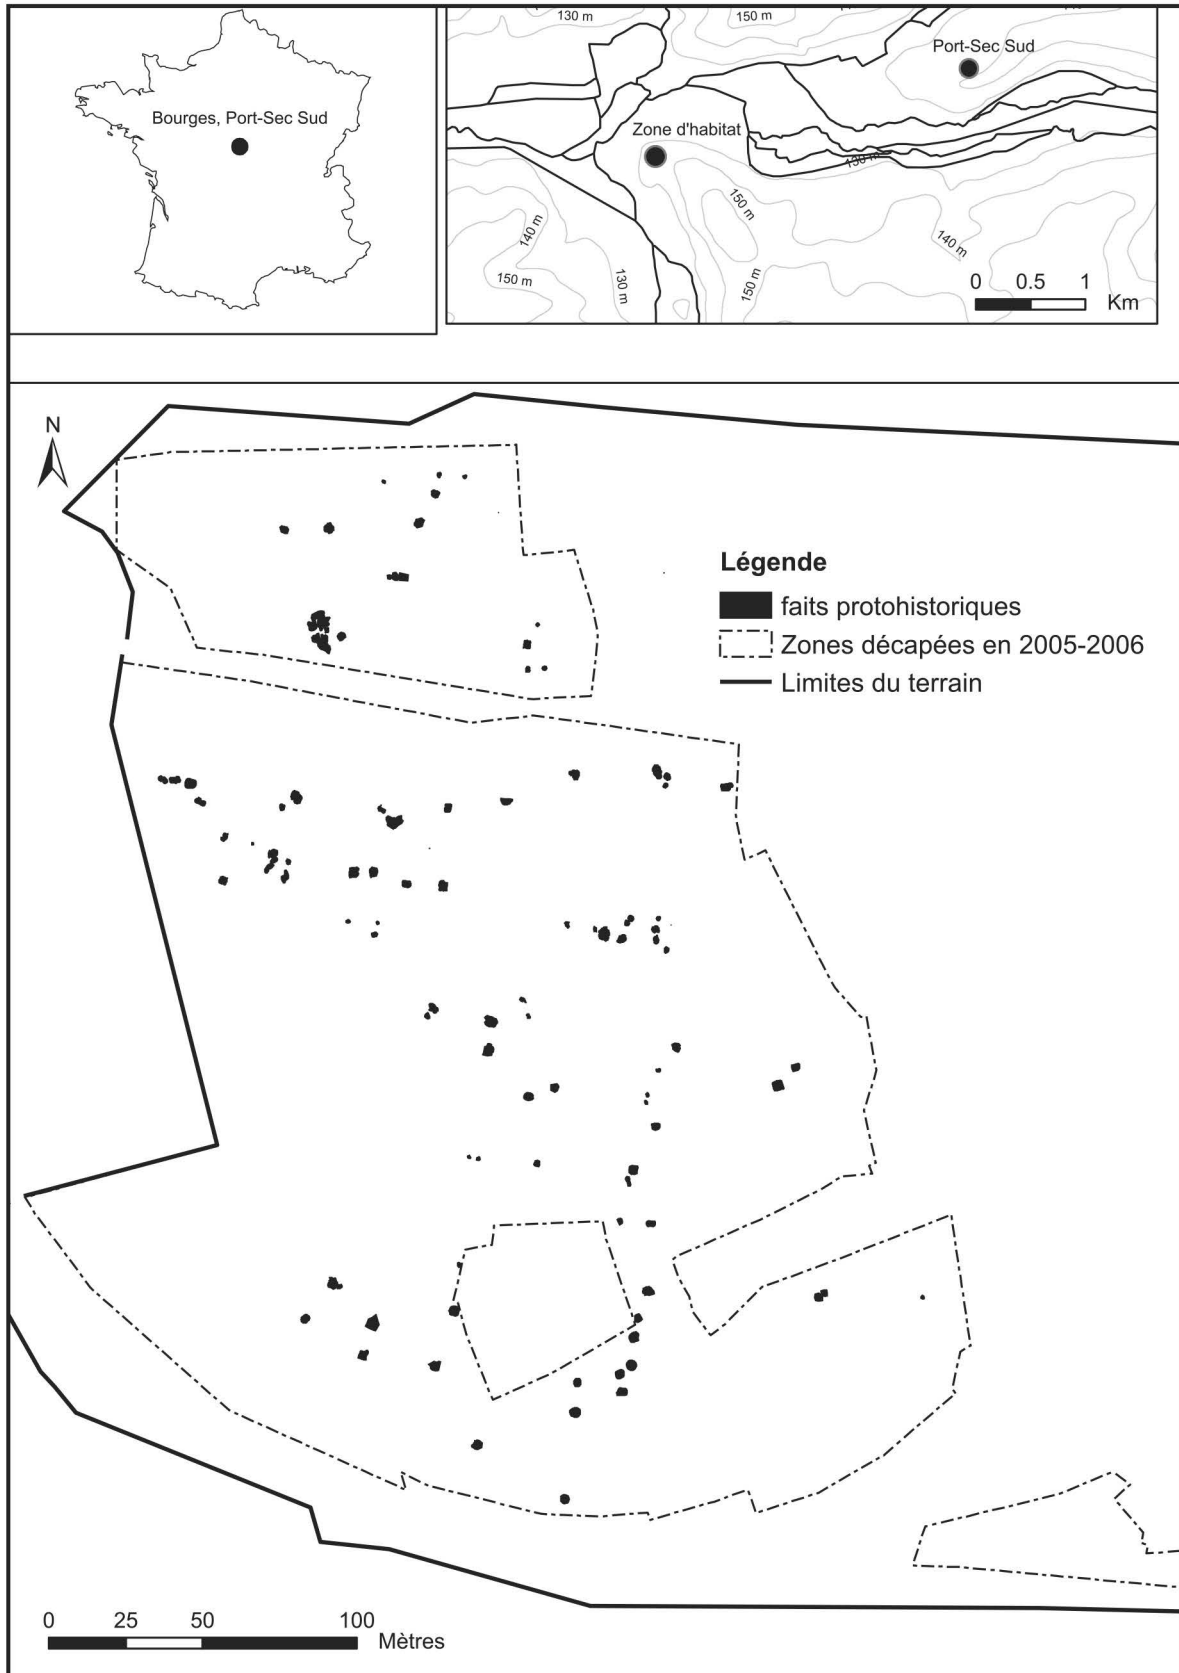 Bourges, Port-Sec Sud
130 m
150 m
Port-Sec Sud
Zone d'habitat
130 m
150 m
140 m
140 m
150 m
130 m
150 m
0 0.5 1
Km
N
Légende
faits protohistoriques
Zones décapées en 2005-2006
Limites du terrain
0 25 50 100
Mètres